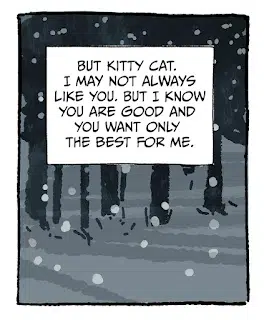 BUT KITTY CAT.
I MAY NOT ALWAYS
LIKE YOU. BUT I KNOW
YOU ARE GOOD AND
YOU WANT ONLY
THE BEST FOR ME.